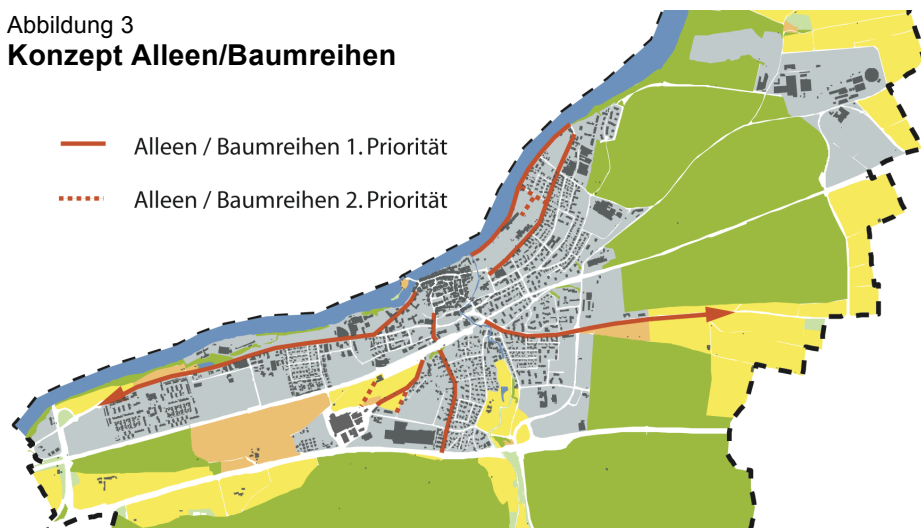 Abbildung 3
Konzept Alleen/Baumreihen
Alleen / Baumreihen 1. Priorität
Alleen / Baumreihen 2. Priorität